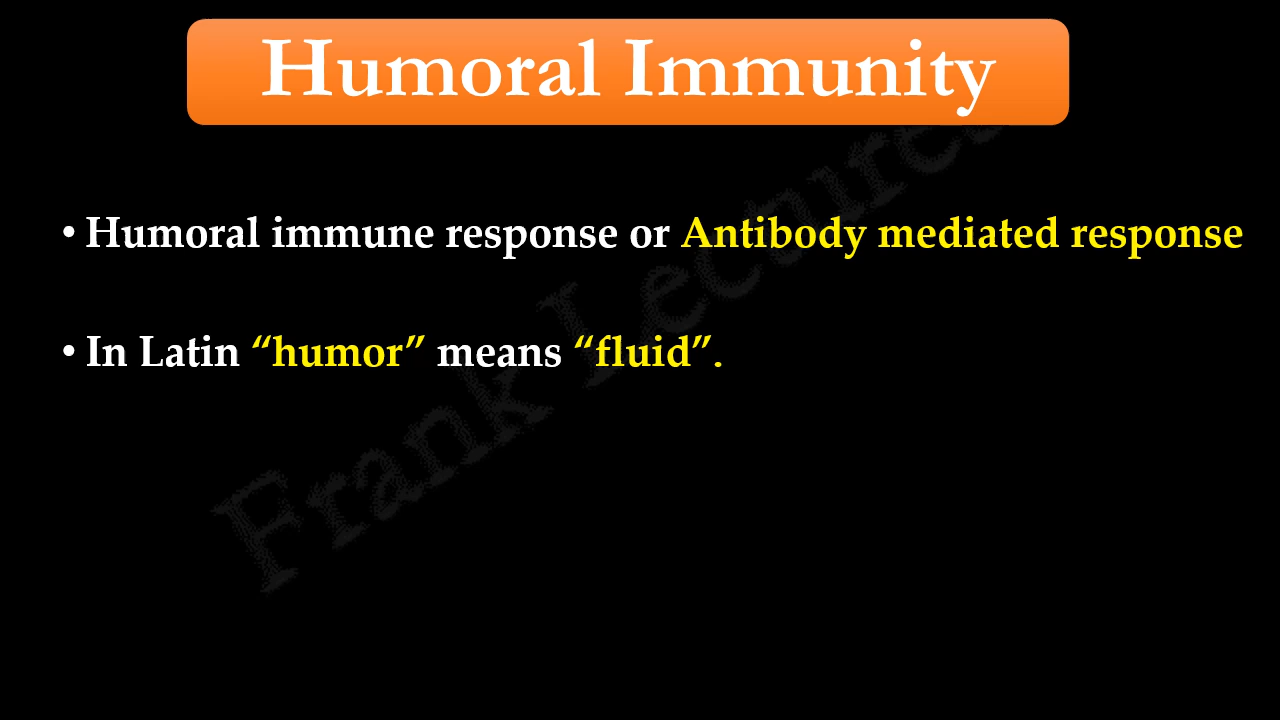 Humoral Immunity
• Humoral immune response or Antibody mediated response
• In Latin “humor” means “fluid”.
Frank Lectures